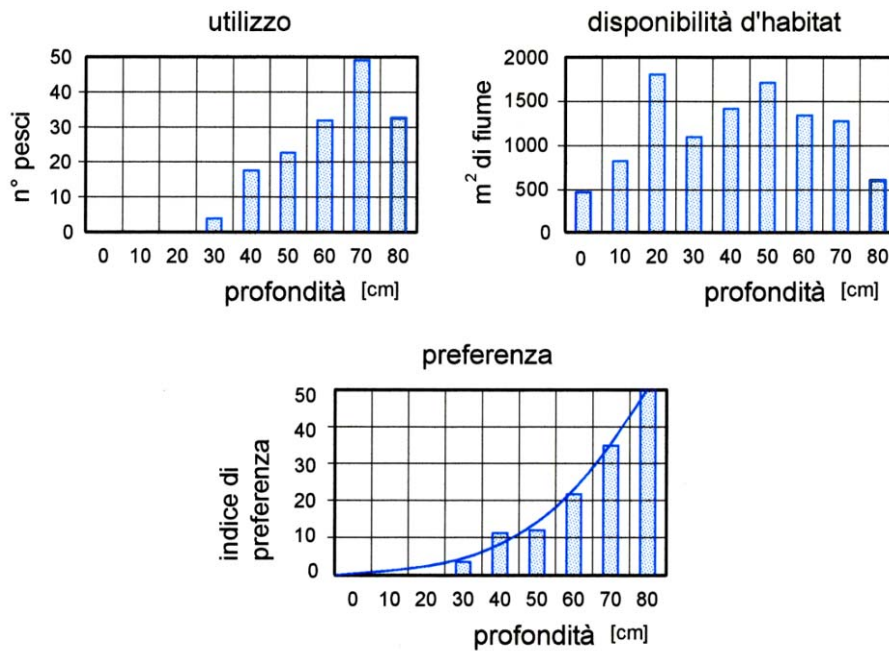 utilizzo
50
40
30
20
10
0
n° pesci
0 10 20 30 40 50 60 70 80
profondità [cm]
disponibilità d'habitat
2000
1500
1000
500
0
m² di fiume
0 10 20 30 40 50 60 70 80
profondità [cm]
preferenza
50
40
30
20
10
0
indice di
preferenza
0 10 20 30 40 50 60 70 80
profondità [cm]